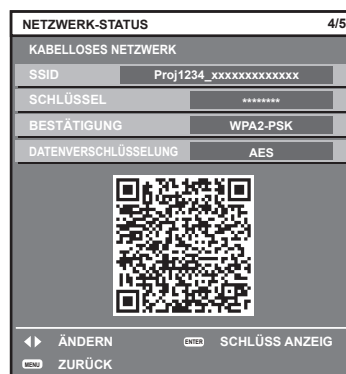 NETZWERK-STATUS 4/5
KABELLOSES NETZWERK
SSID Proj1234_xxxxxxxxxxxxx
SCHLÜSSEL ********
BESTÄTIGUNG WPA2-PSK
DATENVERSCHLÜSSELUNG AES
ÄNDERN ENTER SCHLÜSS ANZEIG
MENU ZURÜCK